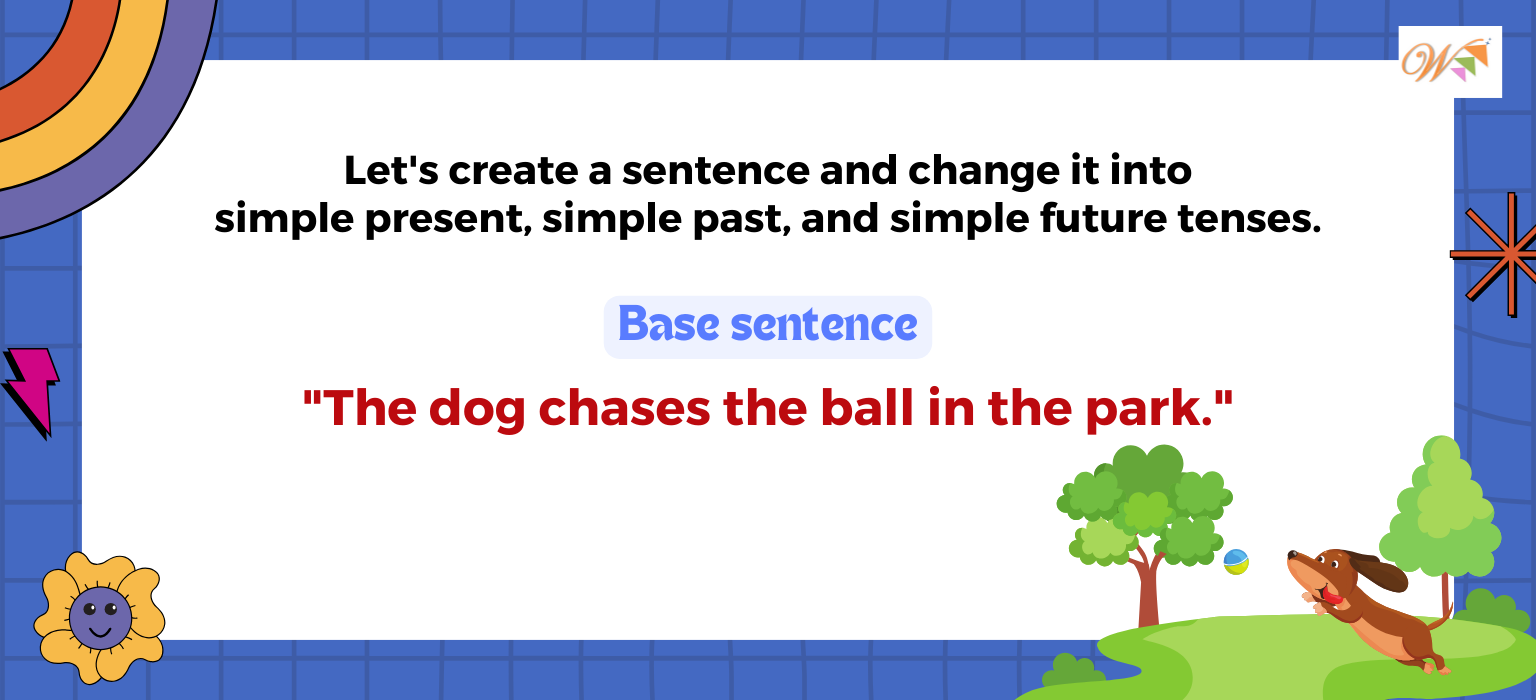 W
Let's create a sentence and change it into
simple present, simple past, and simple future tenses.
Base sentence
"The dog chases the ball in the park."